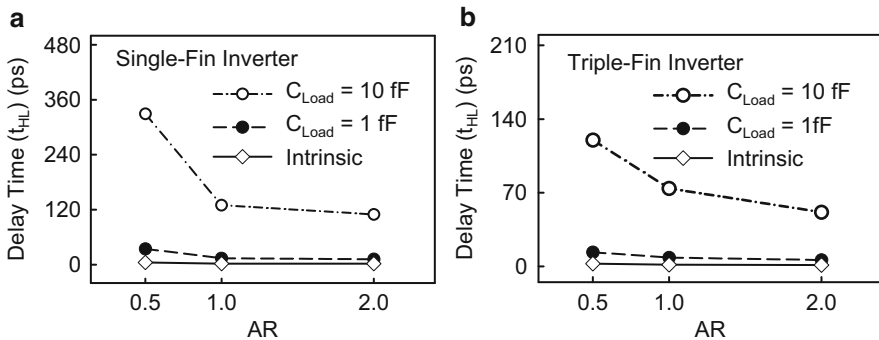 a
Delay Time (t_HL) (ps)
480
360
240
120
0
Single-Fin Inverter
C_Load = 10 fF
C_Load = 1 fF
Intrinsic
0.5
1.0
2.0
AR
b
Delay Time (t_HL) (ps)
210
140
70
0
Triple-Fin Inverter
C_Load = 10 fF
C_Load = 1fF
Intrinsic
0.5
1.0
2.0
AR